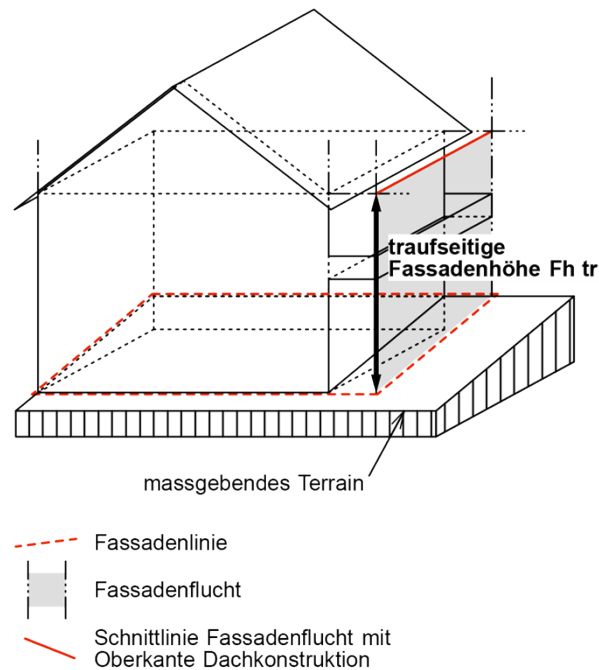 traufseitige
Fassadenhöhe Fh tr
massgebendes Terrain
Fassadenlinie
Fassadenflucht
Schnittlinie Fassadenflucht mit
Oberkante Dachkonstruktion